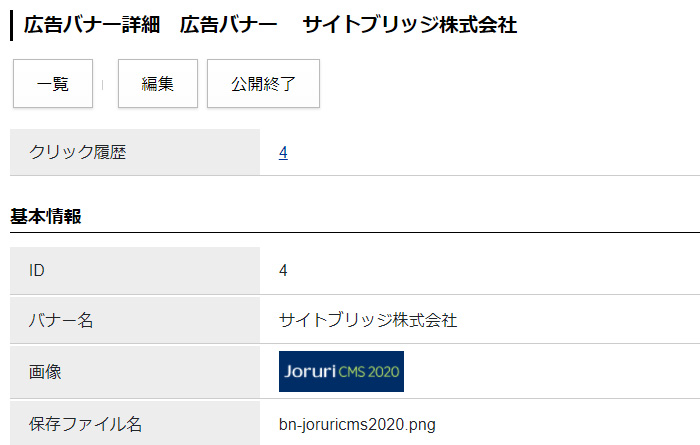 広告バナー詳細　広告バナー　サイトブリッジ株式会社
一覧 | 編集 公開終了
クリック履歴 4
基本情報
ID 4
バナー名 サイトブリッジ株式会社
画像 Joruri CMS 2020
保存ファイル名 bn-joruricms2020.png